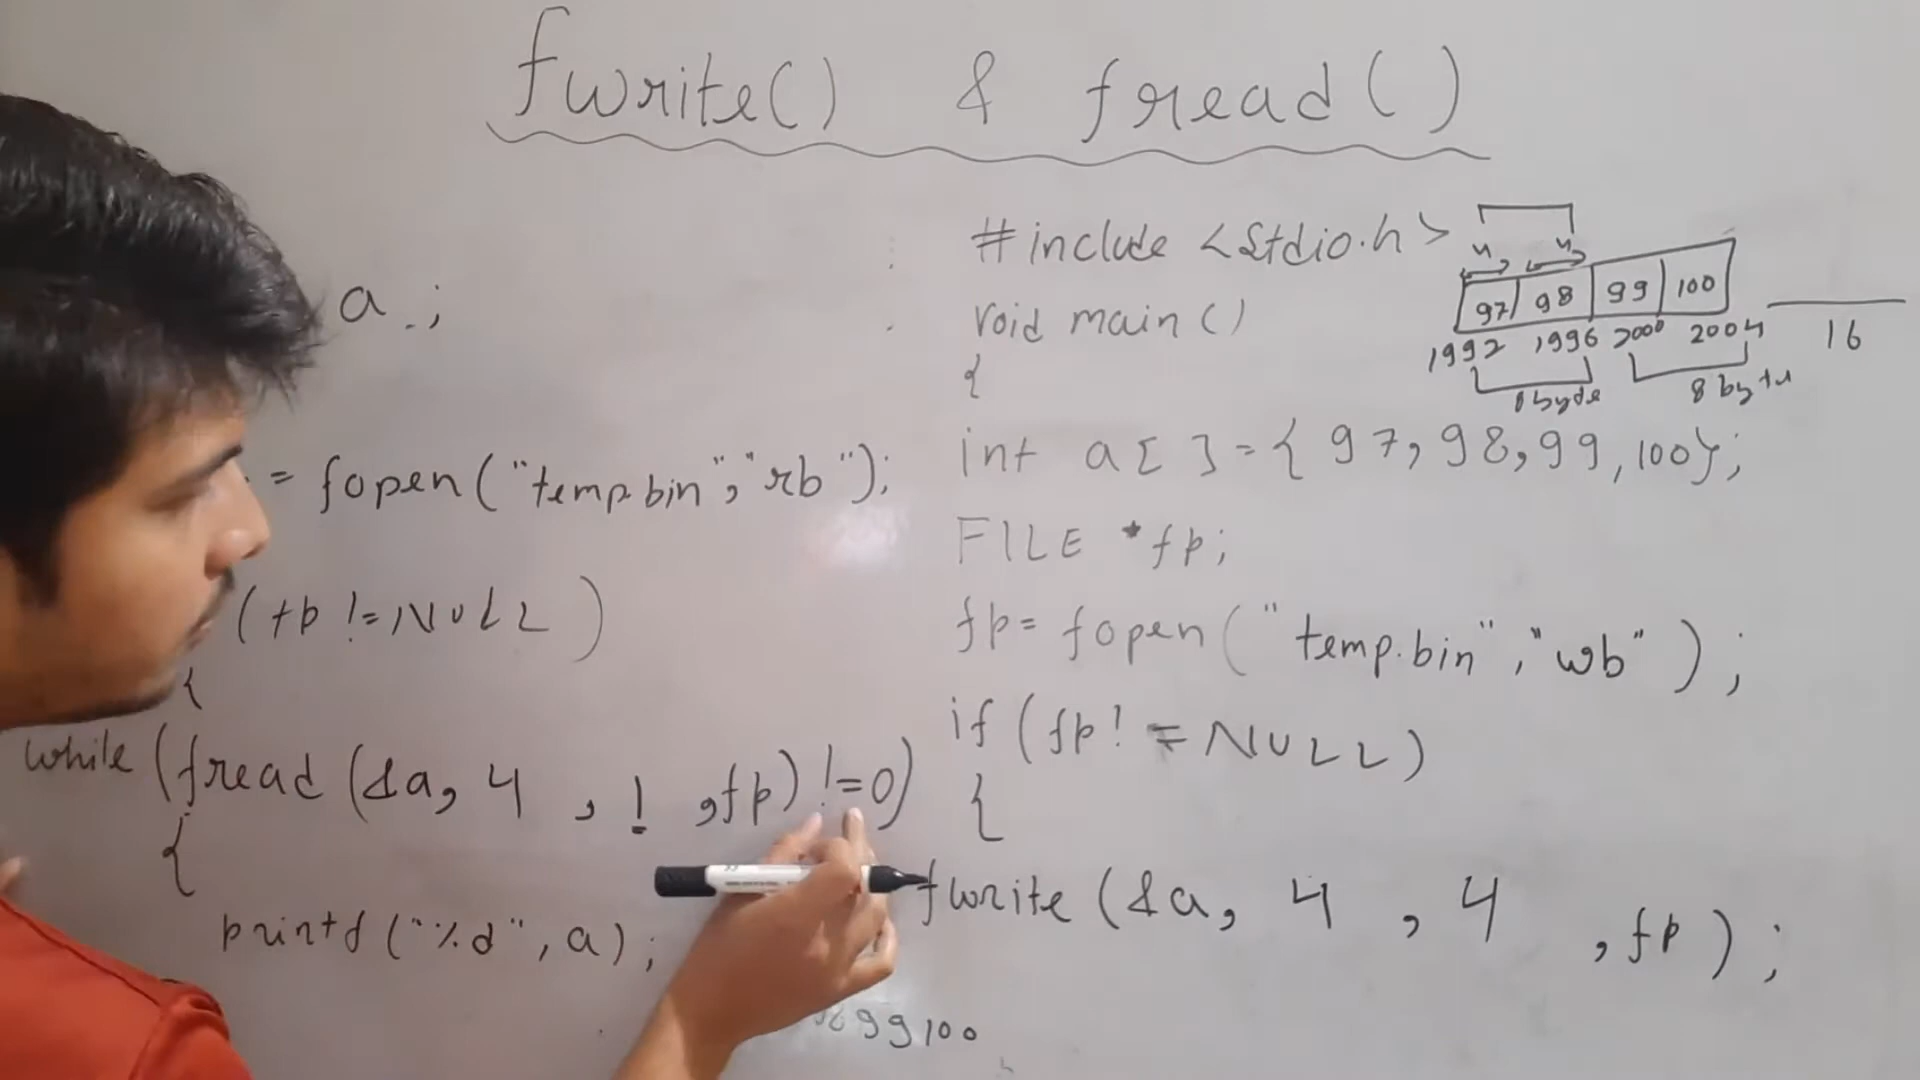 fwrite() & fread()
a ;
= fopen("temp.bin", "rb");
(fp != NULL)
{
while (fread (&a, 4 , 1 ,fp) !=0)
{
printf ("%d", a);
99100
#include <stdio.h>
void main ()
{
int a[ ]={ 97, 98, 99, 100};
FILE *fp;
fp= fopen ("temp.bin", "wb" ) ;
if (fp! = NULL)
{
fwrite (&a, 4 , 4 , fp ) ;
4 4
97 98 99 100
1992 1996 2000 2004
8 byte
16